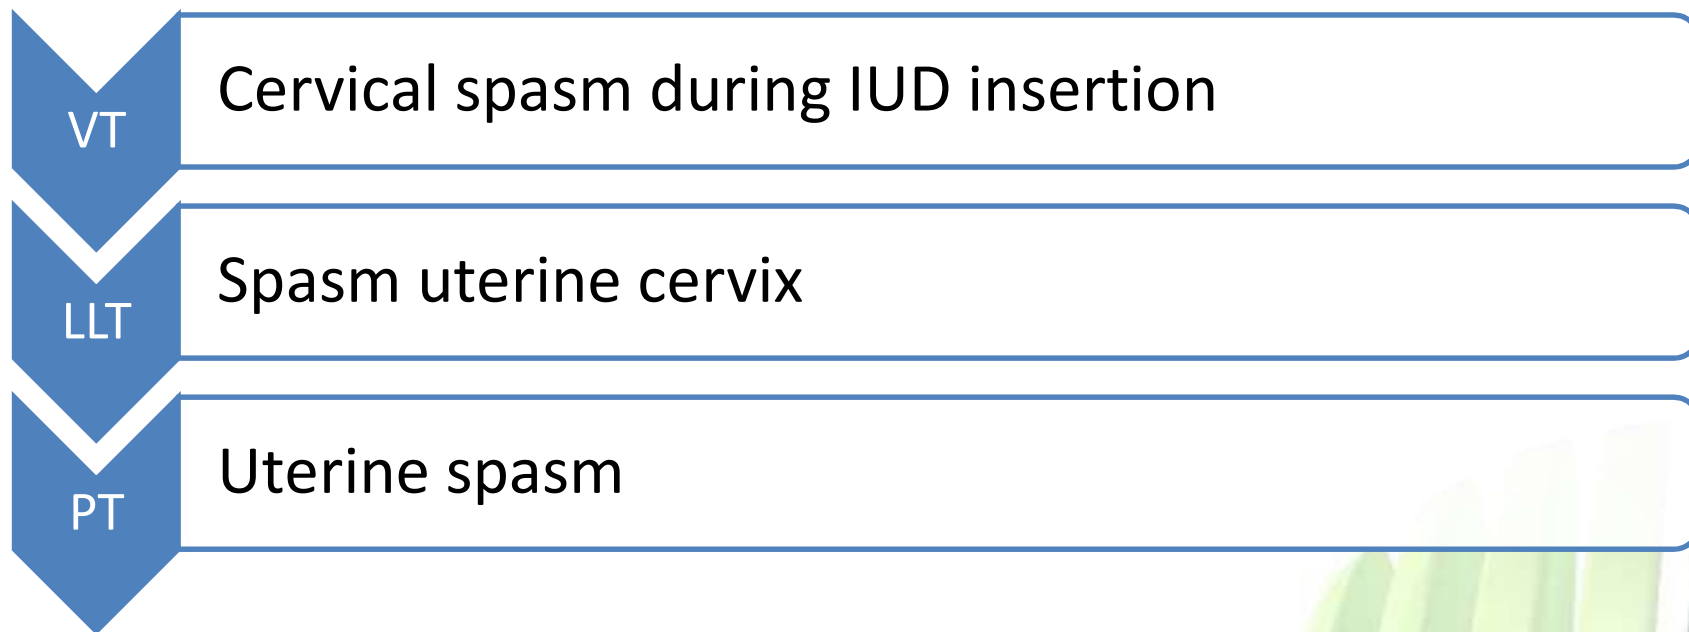 VT
Cervical spasm during IUD insertion
LLT
Spasm uterine cervix
PT
Uterine spasm